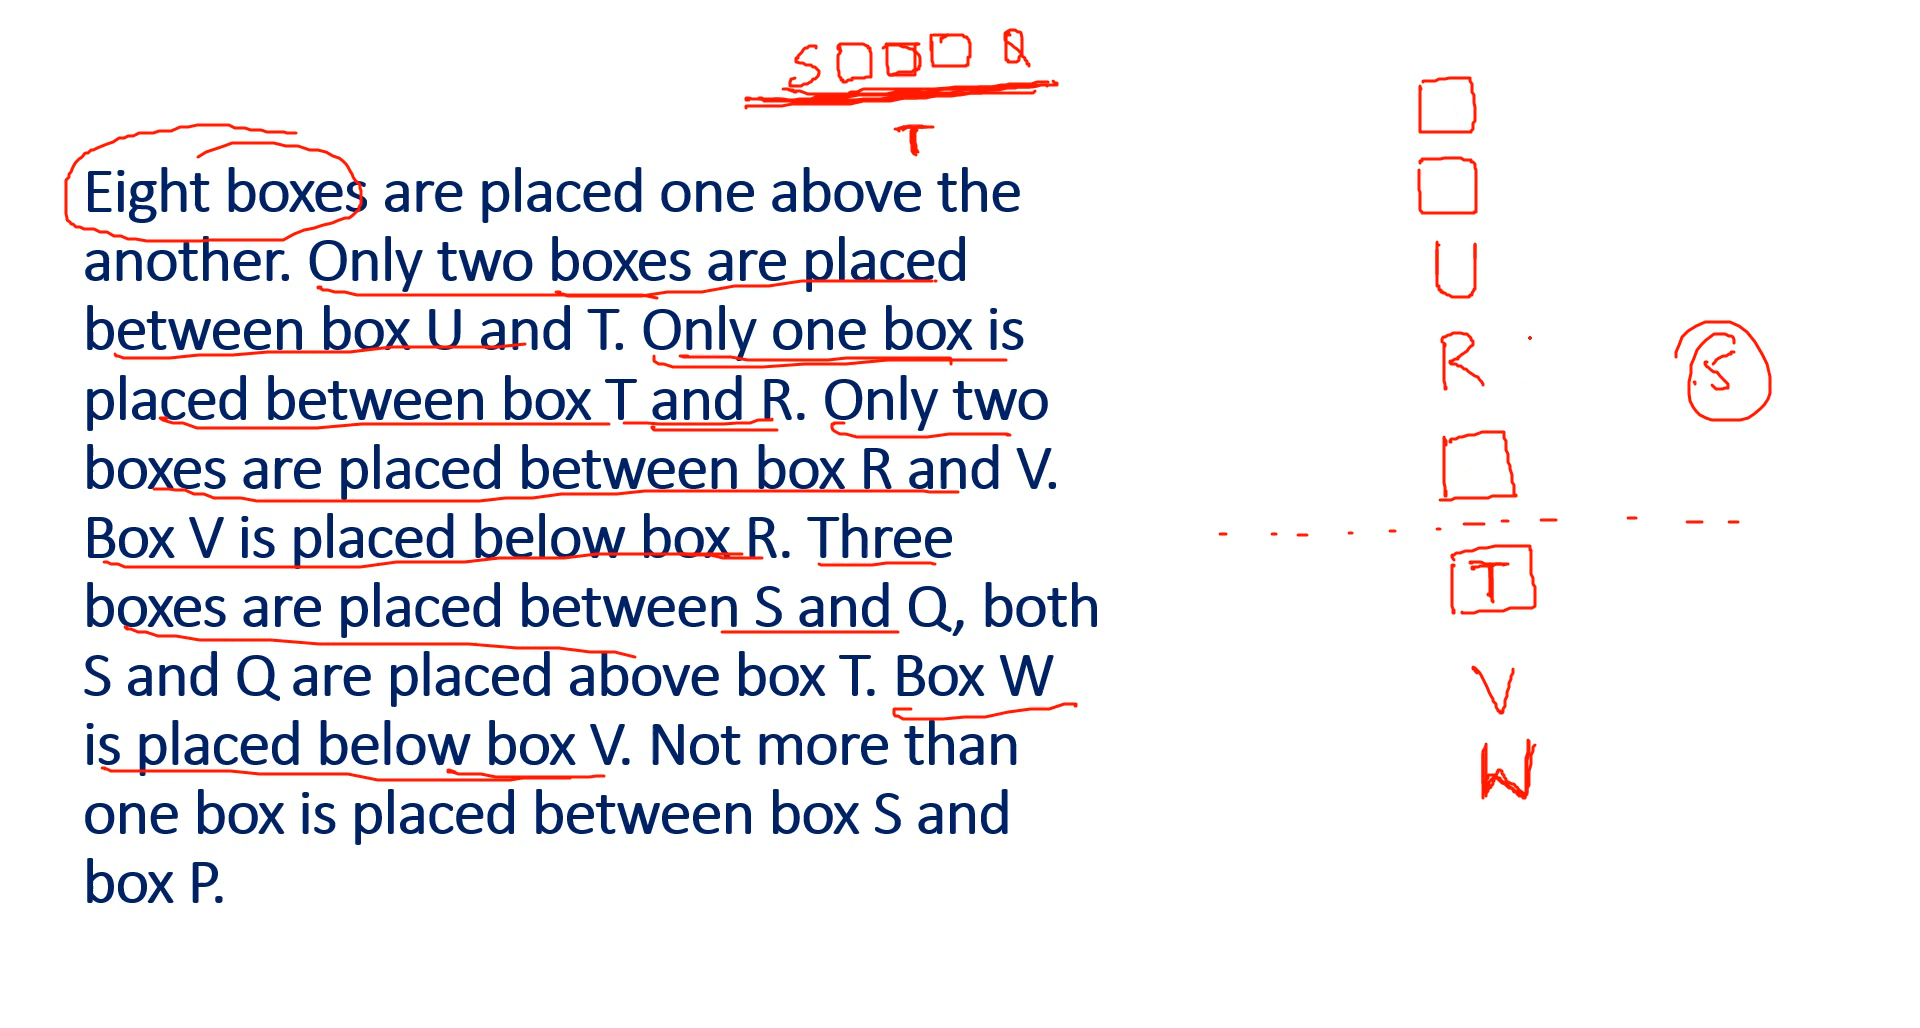 S Q
T
Eight boxes are placed one above the
another. Only two boxes are placed
between box U and T. Only one box is
placed between box T and R. Only two
boxes are placed between box R and V.
Box V is placed below box R. Three
boxes are placed between S and Q, both
S and Q are placed above box T. Box W
is placed below box V. Not more than
one box is placed between box S and
box P.
U
R
S
T
V
W